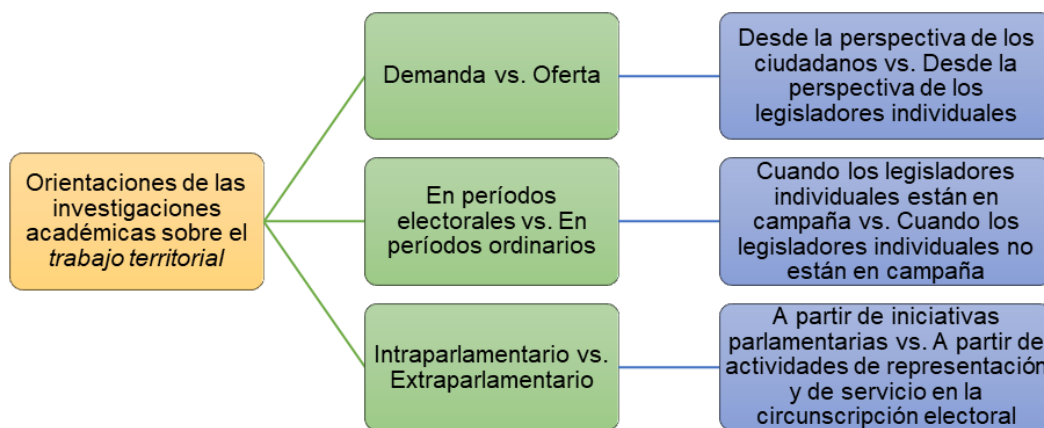 Orientaciones de las
investigaciones
académicas sobre el
trabajo territorial
Demanda vs. Oferta
Desde la perspectiva de los
ciudadanos vs. Desde la
perspectiva de los
legisladores individuales
En períodos
electorales vs. En
períodos ordinarios
Cuando los legisladores
individuales están en
campaña vs. Cuando los
legisladores individuales no
están en campaña
Intraparlamentario vs.
Extraparlamentario
A partir de iniciativas
parlamentarias vs. A partir de
actividades de representación
y de servicio en la
circunscripción electoral